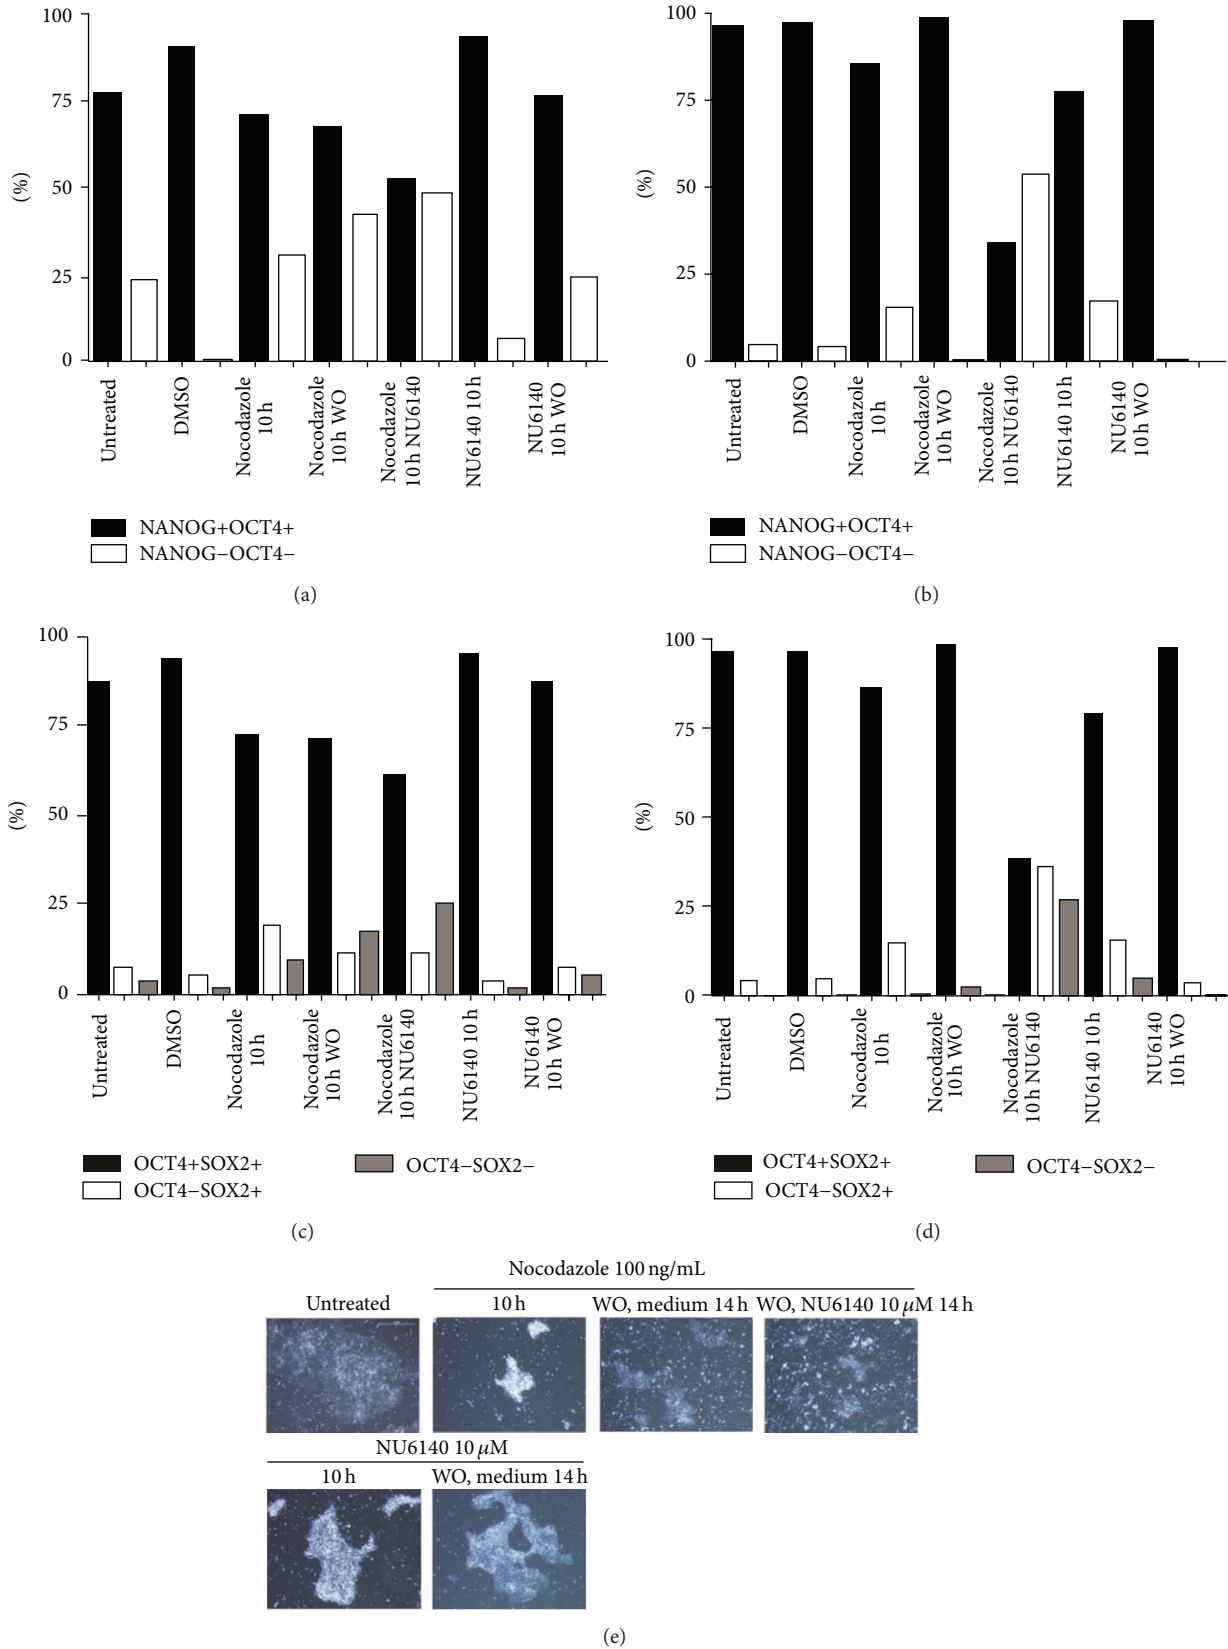 100
75
50
25
0
(%)
Untreated
DMSO
Nocodazole
10 h
Nocodazole
10 h WO
Nocodazole
10 h NU6140
NU6140 10 h
NU6140
10 h WO
NANOG+OCT4+
NANOG−OCT4−
(a)
100
75
50
25
0
(%)
Untreated
DMSO
Nocodazole
10 h
Nocodazole
10 h WO
Nocodazole
10 h NU6140
NU6140 10 h
NU6140
10 h WO
NANOG+OCT4+
NANOG−OCT4−
(b)
100
75
50
25
0
(%)
Untreated
DMSO
Nocodazole
10 h
Nocodazole
10 h WO
Nocodazole
10 h NU6140
NU6140 10 h
NU6140
10 h WO
OCT4+SOX2+
OCT4−SOX2+
OCT4−SOX2−
(c)
100
75
50
25
0
(%)
Untreated
DMSO
Nocodazole
10 h
Nocodazole
10 h WO
Nocodazole
10 h NU6140
NU6140 10 h
NU6140
10 h WO
OCT4+SOX2+
OCT4−SOX2+
OCT4−SOX2−
(d)
Nocodazole 100 ng/mL
Untreated
10 h
WO, medium 14 h
WO, NU6140 10 μM 14 h
NU6140 10 μM
10 h
WO, medium 14 h
(e)